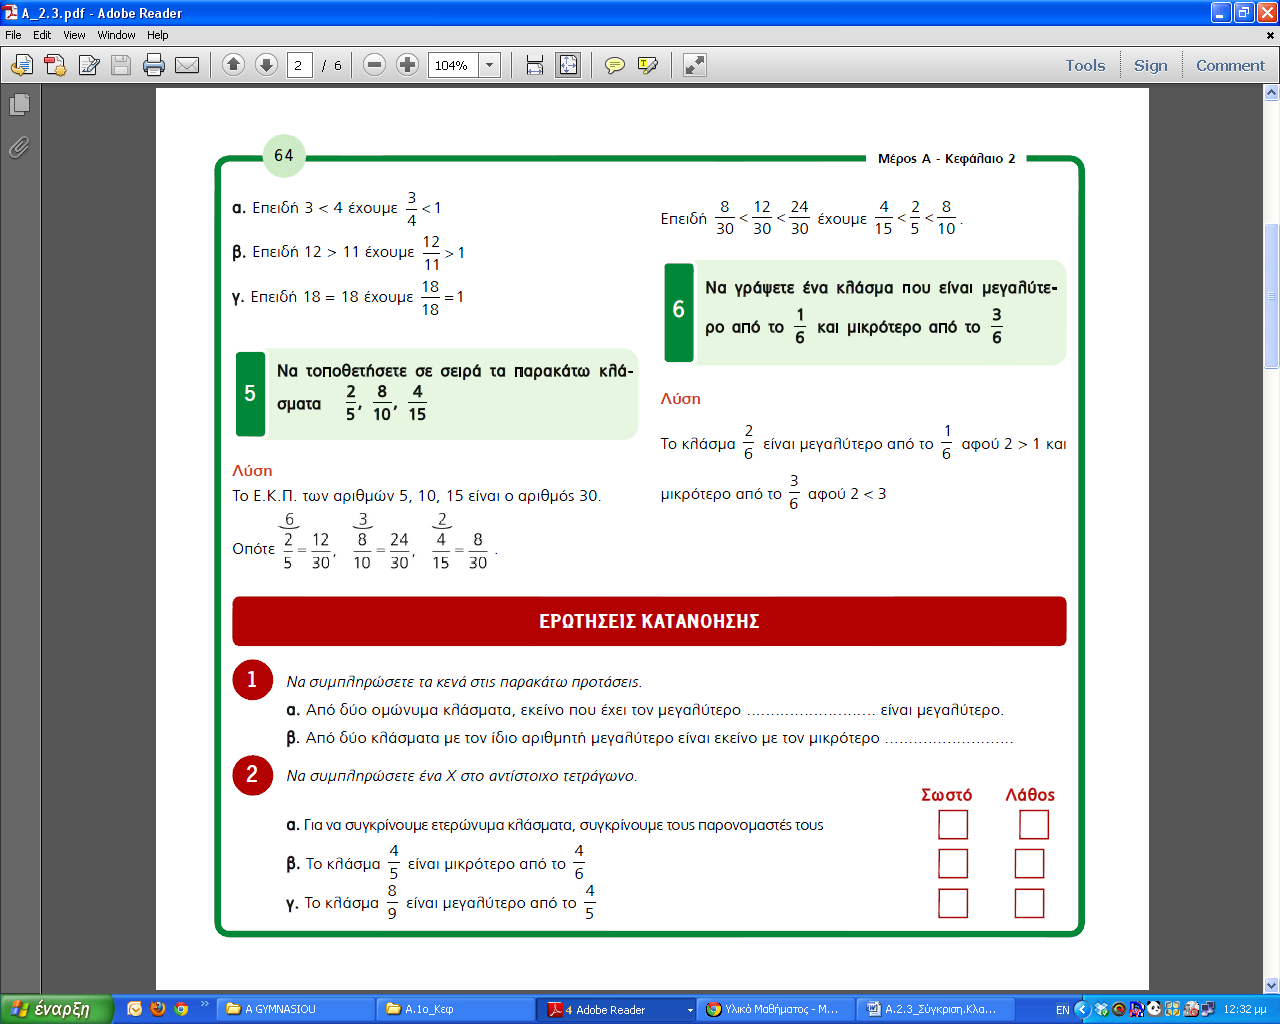 A_2.3.pdf - Adobe Reader
File Edit View Window Help
2 / 6 104% Tools Sign Comment
64
Μέρος Α - Κεφάλαιο 2
α. Επειδή 3 < 4 έχουμε 3/4 < 1
β. Επειδή 12 > 11 έχουμε 12/11 > 1
γ. Επειδή 18 = 18 έχουμε 18/18 = 1
5
Να τοποθετήσετε σε σειρά τα παρακάτω κλά-
σματα 2/5, 8/10, 4/15
Λύση
Το Ε.Κ.Π. των αριθμών 5, 10, 15 είναι ο αριθμός 30.
6 3 2
Οπότε 2/5 = 12/30, 8/10 = 24/30, 4/15 = 8/30 .
Επειδή 8/30 < 12/30 < 24/30 έχουμε 4/15 < 2/5 < 8/10 .
6
Να γράψετε ένα κλάσμα που είναι μεγαλύτε-
ρο από το 1/6 και μικρότερο από το 3/6
Λύση
Το κλάσμα 2/6 είναι μεγαλύτερο από το 1/6 αφού 2 > 1 και
μικρότερο από το 3/6 αφού 2 < 3
ΕΡΩΤΗΣΕΙΣ ΚΑΤΑΝΟΗΣΗΣ
1 Να συμπληρώσετε τα κενά στις παρακάτω προτάσεις.
α. Από δύο ομώνυμα κλάσματα, εκείνο που έχει τον μεγαλύτερο ........................... είναι μεγαλύτερο.
β. Από δύο κλάσματα με τον ίδιο αριθμητή μεγαλύτερο είναι εκείνο με τον μικρότερο ...........................
2 Να συμπληρώσετε ένα Χ στο αντίστοιχο τετράγωνο.
Σωστό Λάθος
α. Για να συγκρίνουμε ετερώνυμα κλάσματα, συγκρίνουμε τους παρονομαστές τους
β. Το κλάσμα 4/5 είναι μικρότερο από το 4/6
γ. Το κλάσμα 8/9 είναι μεγαλύτερο από το 4/5
έναρξη » A GYMNASIOU Α.1ο_Κεφ 4 Adobe Reader Υλικό Μαθήματος - Μ... Α.2.3_Σύγκριση.Κλα... EN 12:32 μμ